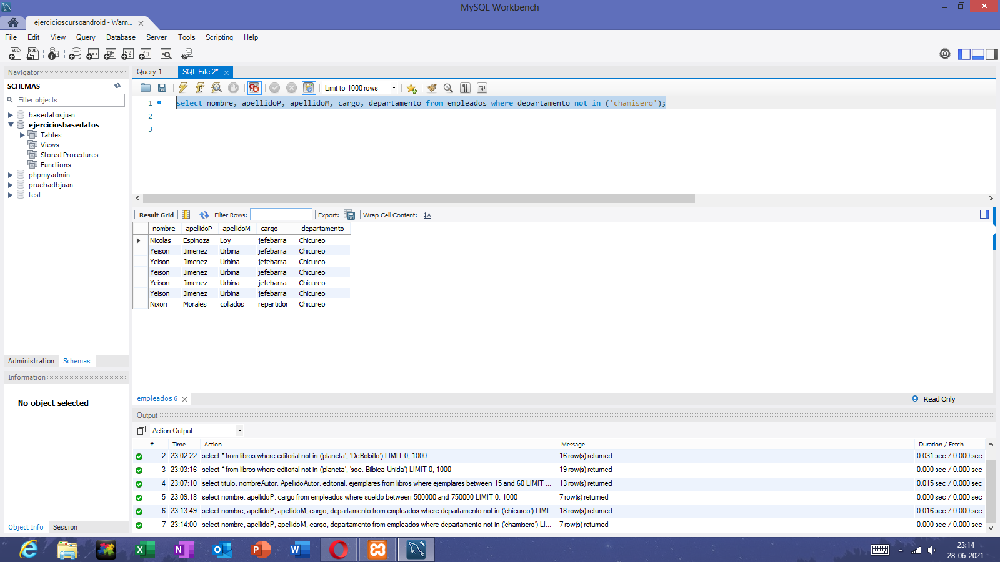 MySQL Workbench
ejercicioscursoandroid - Warn...
File Edit View Query Database Server Tools Scripting Help
Navigator
SCHEMAS
Filter objects
basedatosjuan
ejerciciosbasedatos
Tables
Views
Stored Procedures
Functions
phpmyadmin
pruebadbjuan
test
Administration Schemas
Information
No object selected
Object Info Session
Query 1 SQL File 2*
Limit to 1000 rows
1 select nombre, apellidoP, apellidoM, cargo, departamento from empleados where departamento not in ('chamisero');
2
3
Result Grid Filter Rows: Export: Wrap Cell Content:
nombre apellidoP apellidoM cargo departamento
Nicolas Espinoza Loy jefebarra Chicureo
Yeison Jimenez Urbina jefebarra Chicureo
Yeison Jimenez Urbina jefebarra Chicureo
Yeison Jimenez Urbina jefebarra Chicureo
Yeison Jimenez Urbina jefebarra Chicureo
Yeison Jimenez Urbina jefebarra Chicureo
Nixon Morales collados repartidor Chicureo
empleados 6 Read Only
Output
Action Output
# Time Action Message Duration / Fetch
2 23:02:22 select * from libros where editorial not in ('planeta', 'DeBolsillo') LIMIT 0, 1000 16 row(s) returned 0.031 sec / 0.000 sec
3 23:03:16 select * from libros where editorial not in ('planeta', 'soc. Bilbica Unida') LIMIT 0, 1000 19 row(s) returned 0.000 sec / 0.000 sec
4 23:07:10 select titulo, nombreAutor, ApellidoAutor, editorial, ejemplares from libros where ejemplares between 15 and 60 LIMIT ... 13 row(s) returned 0.015 sec / 0.000 sec
5 23:09:18 select nombre, apellidoP, cargo from empleados where sueldo between 500000 and 750000 LIMIT 0, 1000 7 row(s) returned 0.000 sec / 0.000 sec
6 23:13:49 select nombre, apellidoP, apellidoM, cargo, departamento from empleados where departamento not in ('chicureo') LIMI... 18 row(s) returned 0.016 sec / 0.000 sec
7 23:14:00 select nombre, apellidoP, apellidoM, cargo, departamento from empleados where departamento not in ('chamisero') LI... 7 row(s) returned 0.000 sec / 0.000 sec
23:14
28-06-2021